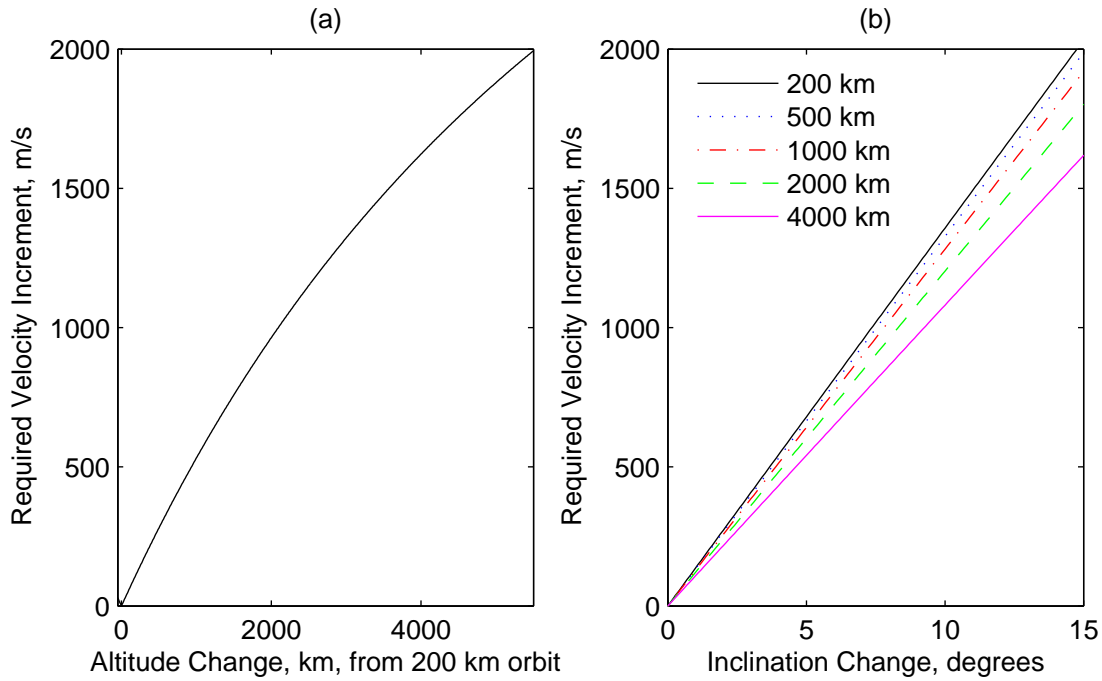 (a)
2000
1500
1000
500
0
0
2000
4000
Required Velocity Increment, m/s
Altitude Change, km, from 200 km orbit
(b)
2000
1500
1000
500
0
0
5
10
15
Required Velocity Increment, m/s
Inclination Change, degrees
200 km
500 km
1000 km
2000 km
4000 km